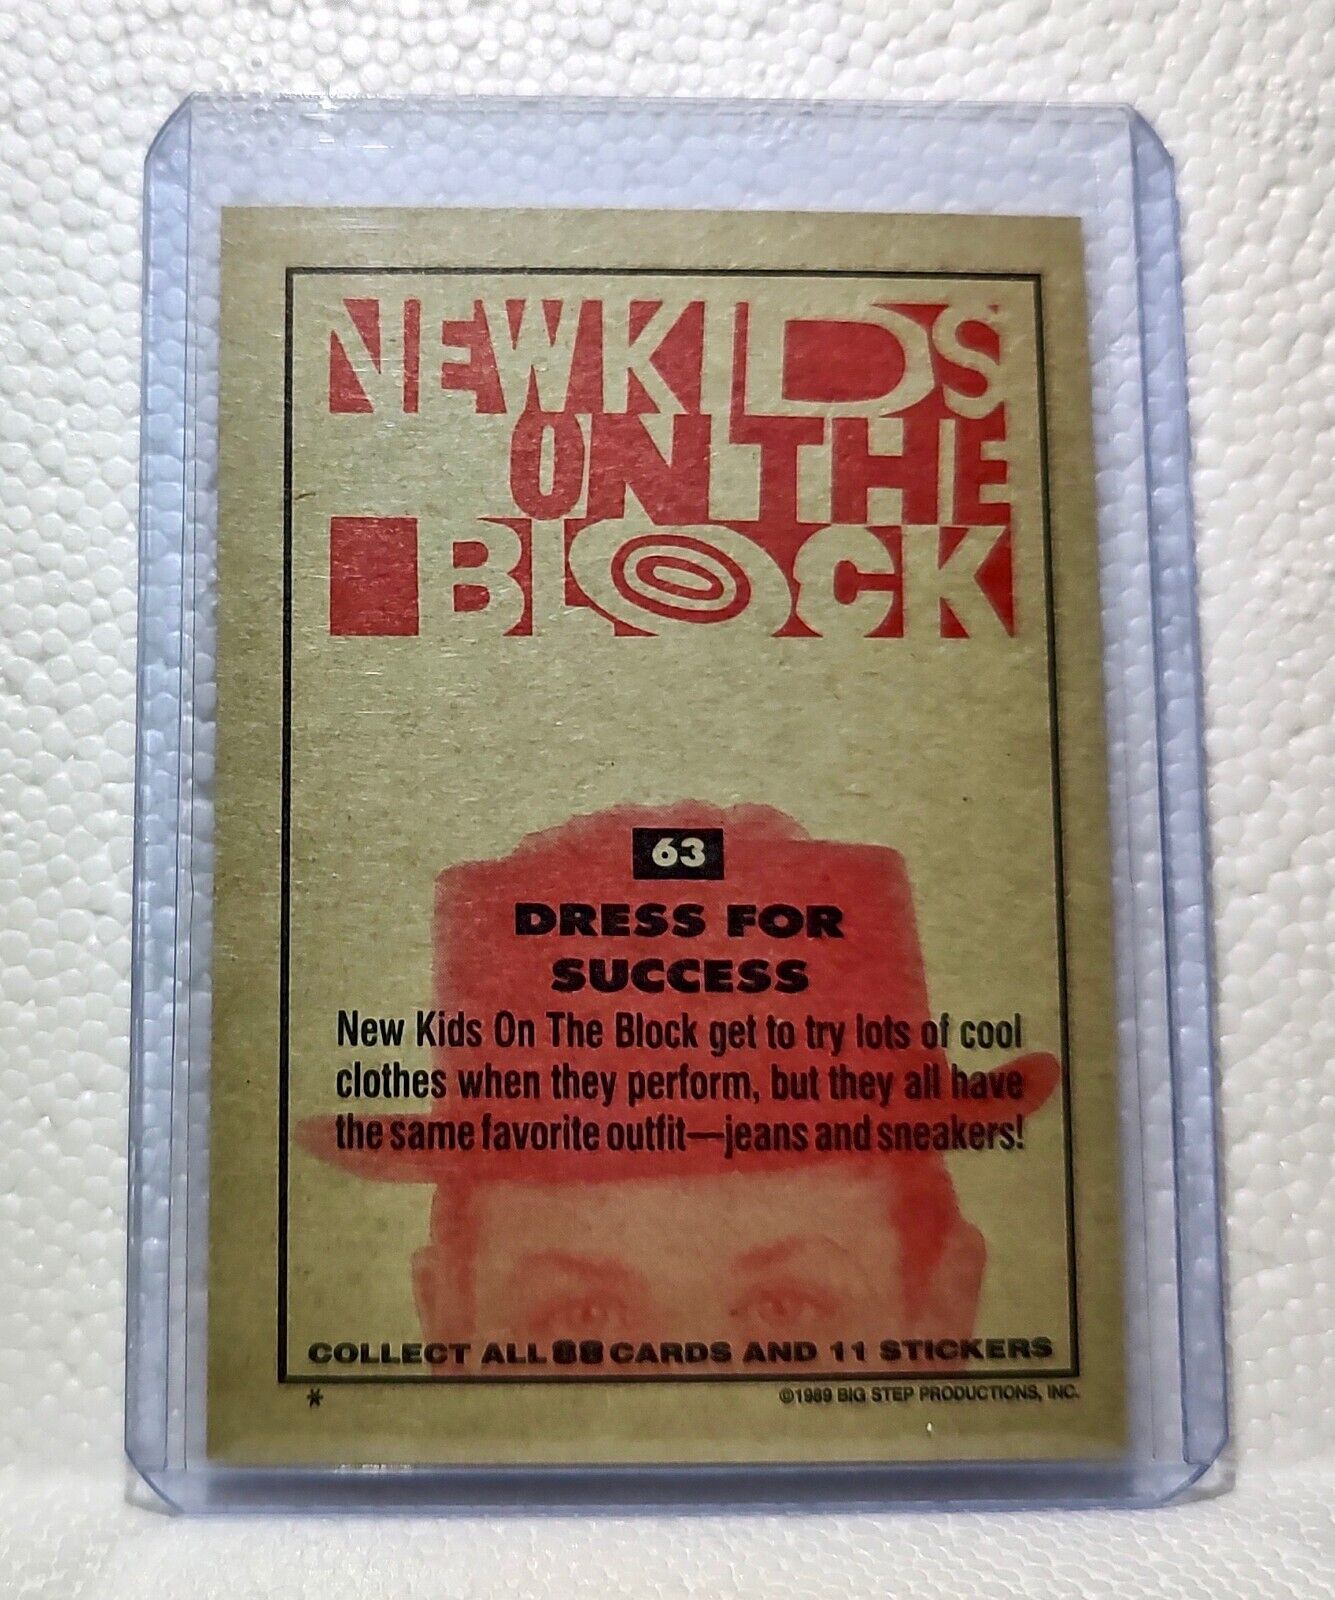 NEW KIDS
ON THE
BLOCK
63
DRESS FOR
SUCCESS
New Kids On The Block get to try lots of cool
clothes when they perform, but they all have
the same favorite outfit—jeans and sneakers!
COLLECT ALL 88 CARDS AND 11 STICKERS
* ©1989 BIG STEP PRODUCTIONS, INC.